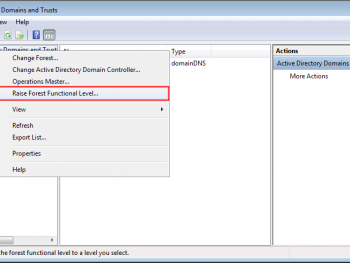 Domains and Trusts
ew Help
y Domains and Trust
Type
Actions
domainDNS
Active Directory Domains
More Actions
Change Forest...
Change Active Directory Domain Controller...
Operations Master...
Raise Forest Functional Level...
View
Refresh
Export List...
Properties
Help
the forest functional level to a level you select.